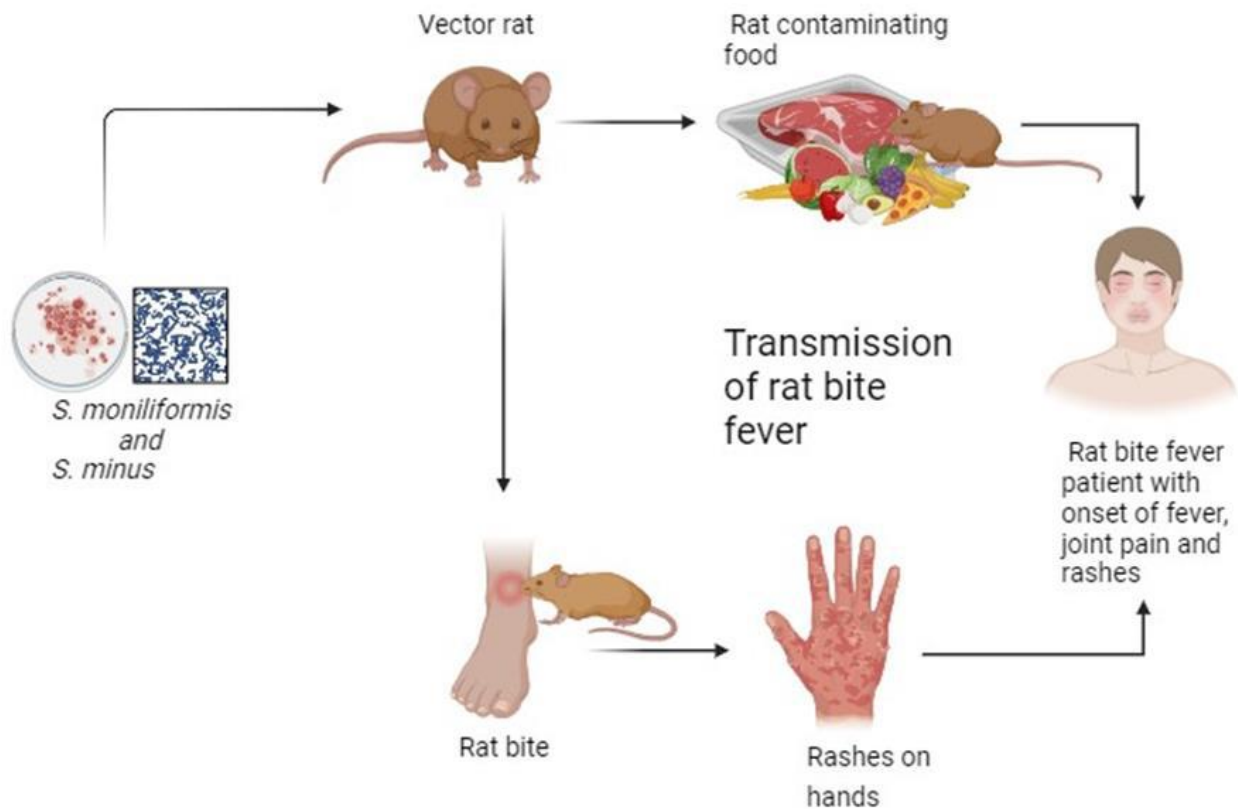 Vector rat
Rat contaminating
food
S. moniliformis
and
S. minus
Transmission
of rat bite
fever
Rat bite fever
patient with
onset of fever,
joint pain and
rashes
Rat bite
Rashes on
hands